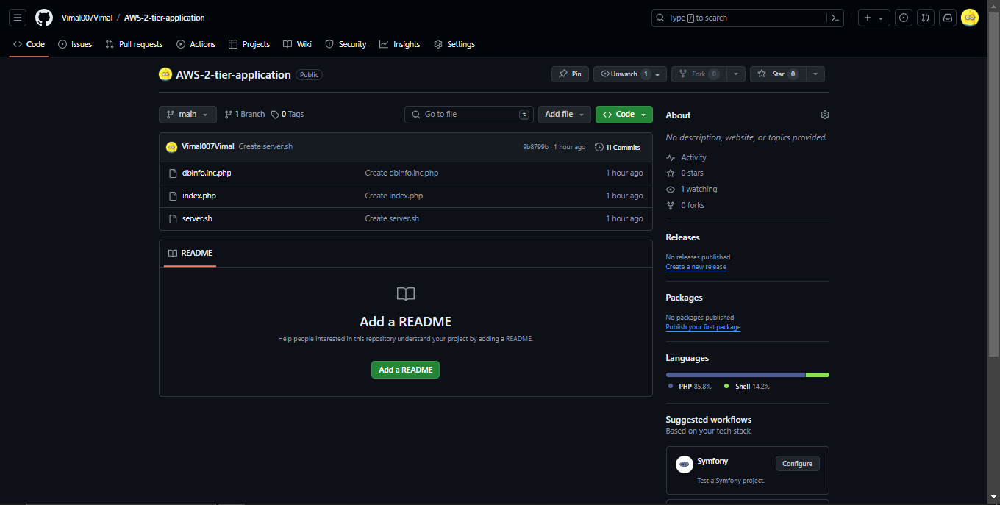 Vimal007Vimal / AWS-2-tier-application
Type / to search
Code Issues Pull requests Actions Projects Wiki Security Insights Settings
AWS-2-tier-application Public
Pin Unwatch 1 Fork 0 Star 0
main 1 Branch 0 Tags Go to file t Add file Code
Vimal007Vimal Create server.sh 9b8799b · 1 hour ago 11 Commits
dbinfo.inc.php Create dbinfo.inc.php 1 hour ago
index.php Create index.php 1 hour ago
server.sh Create server.sh 1 hour ago
README
Add a README
Help people interested in this repository understand your project by adding a README.
Add a README
About
No description, website, or topics provided.
Activity
0 stars
1 watching
0 forks
Releases
No releases published
Create a new release
Packages
No packages published
Publish your first package
Languages
PHP 85.8% Shell 14.2%
Suggested workflows
Based on your tech stack
Symfony Configure
Test a Symfony project.